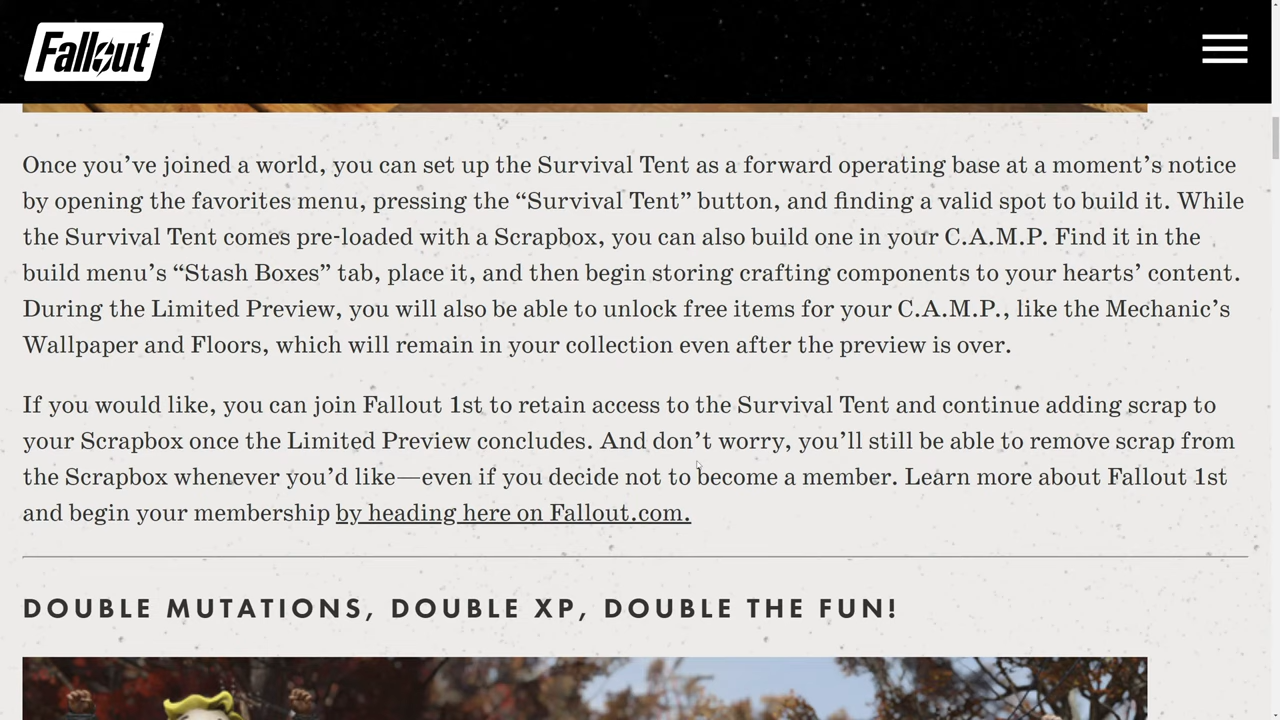 Fallout
Once you’ve joined a world, you can set up the Survival Tent as a forward operating base at a moment’s notice
by opening the favorites menu, pressing the “Survival Tent” button, and finding a valid spot to build it. While
the Survival Tent comes pre-loaded with a Scrapbox, you can also build one in your C.A.M.P. Find it in the
build menu’s “Stash Boxes” tab, place it, and then begin storing crafting components to your hearts’ content.
During the Limited Preview, you will also be able to unlock free items for your C.A.M.P., like the Mechanic’s
Wallpaper and Floors, which will remain in your collection even after the preview is over.
If you would like, you can join Fallout 1st to retain access to the Survival Tent and continue adding scrap to
your Scrapbox once the Limited Preview concludes. And don’t worry, you’ll still be able to remove scrap from
the Scrapbox whenever you’d like—even if you decide not to become a member. Learn more about Fallout 1st
and begin your membership by heading here on Fallout.com.
DOUBLE MUTATIONS, DOUBLE XP, DOUBLE THE FUN!